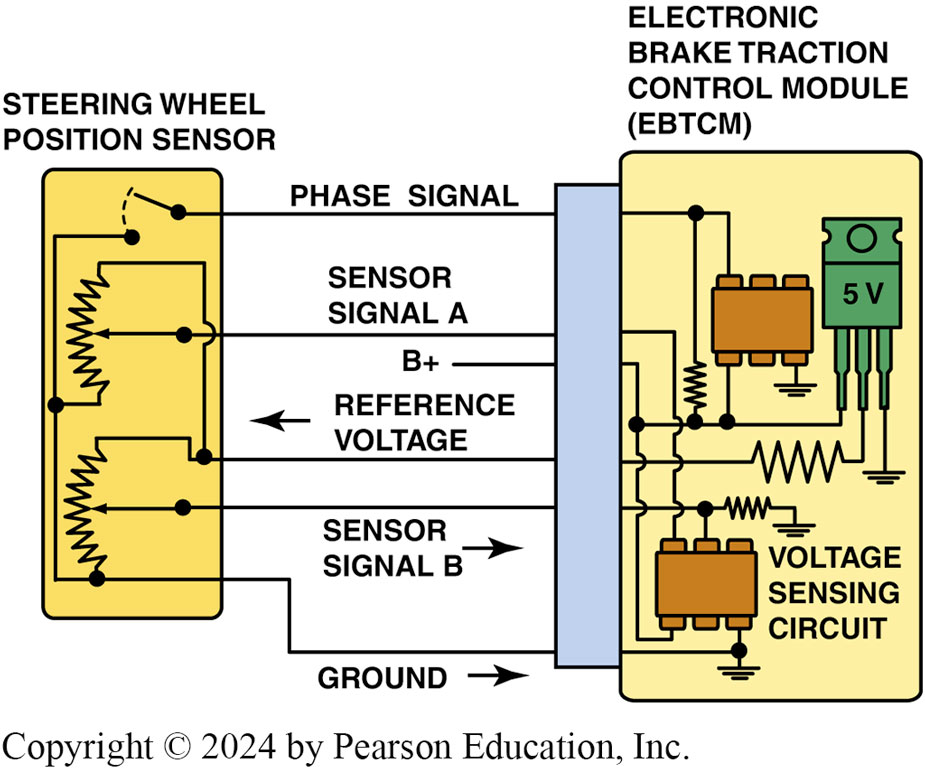 ELECTRONIC
BRAKE TRACTION
CONTROL MODULE
(EBTCM)
STEERING WHEEL
POSITION SENSOR
PHASE SIGNAL
SENSOR
SIGNAL A
5 V
B+
REFERENCE
VOLTAGE
SENSOR
SIGNAL B
VOLTAGE
SENSING
CIRCUIT
GROUND
Copyright © 2024 by Pearson Education, Inc.